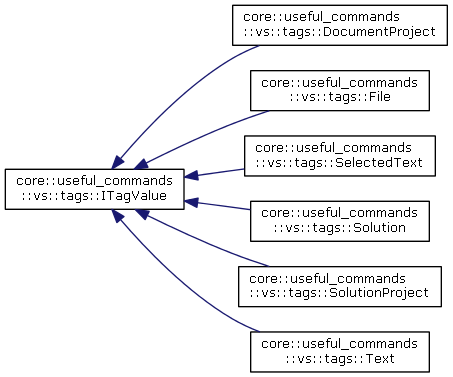 core::useful_commands
::vs::tags::DocumentProject
core::useful_commands
::vs::tags::File
core::useful_commands
::vs::tags::SelectedText
core::useful_commands
::vs::tags::ITagValue
core::useful_commands
::vs::tags::Solution
core::useful_commands
::vs::tags::SolutionProject
core::useful_commands
::vs::tags::Text